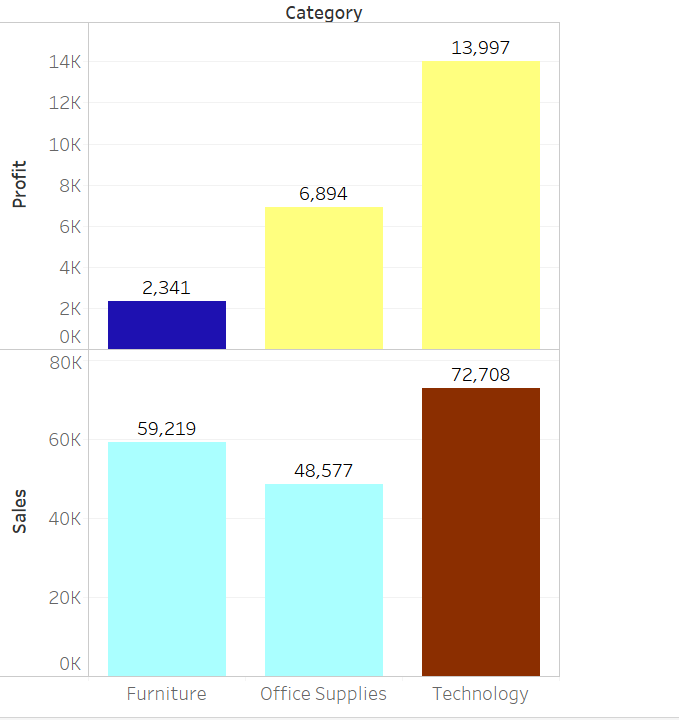 Category
Profit
14K
12K
10K
8K
6K
4K
2K
0K
13,997
6,894
2,341
Sales
80K
60K
40K
20K
0K
72,708
59,219
48,577
Furniture Office Supplies Technology